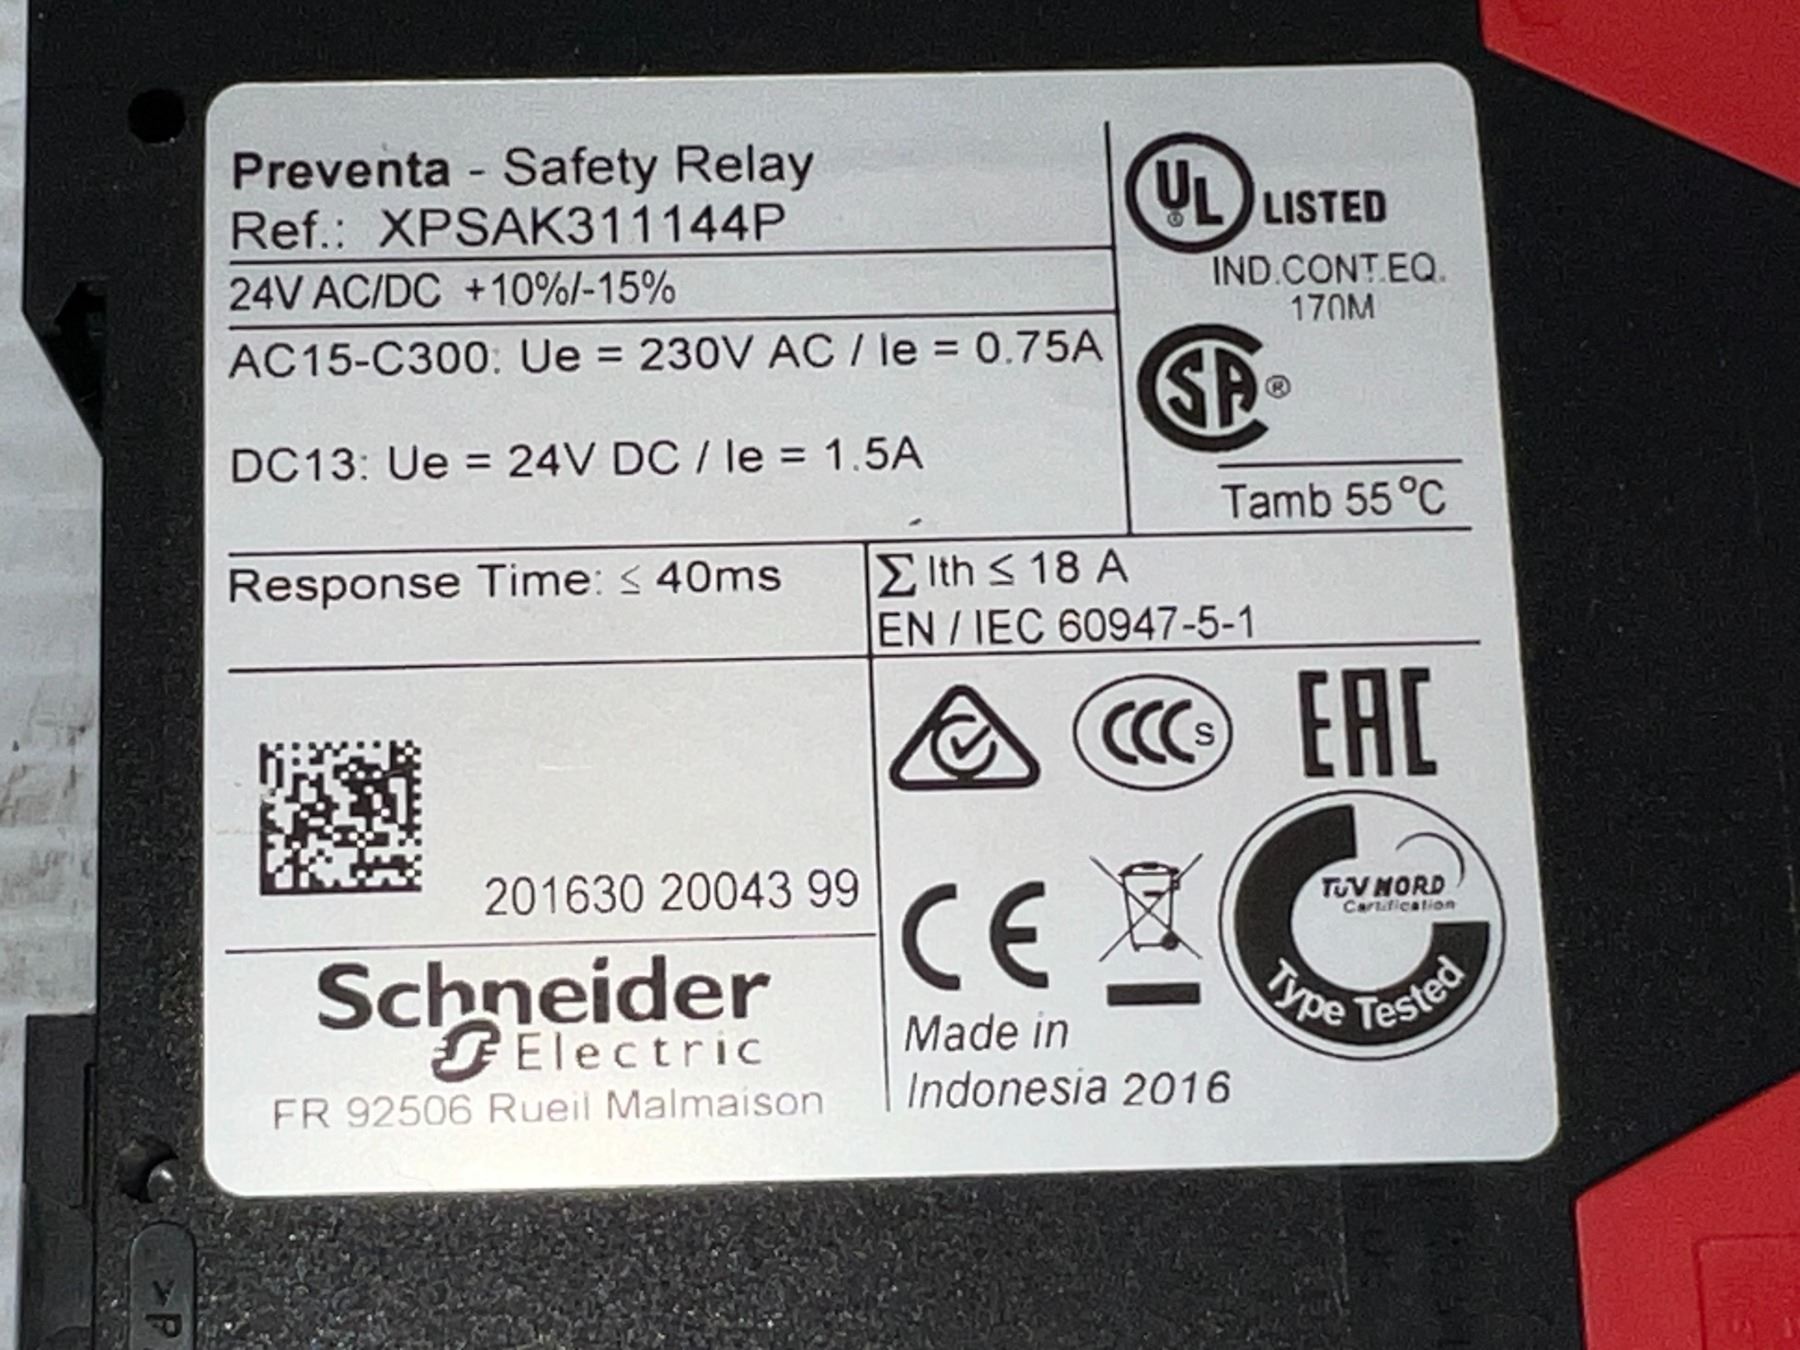 Preventa - Safety Relay
Ref.: XPSAK311144P
24V AC/DC +10%/-15%
AC15-C300: Ue = 230V AC / Ie = 0.75A
DC13: Ue = 24V DC / Ie = 1.5A
UL ® LISTED
IND.CONT.EQ.
170M
SA ®
Tamb 55°C
Response Time: ≤ 40ms
∑ Ith ≤ 18 A
EN / IEC 60947-5-1
CCC S
EAC
201630 20043 99
CE
TÜV NORD
Certification
Type Tested
Schneider
Electric
FR 92506 Rueil Malmaison
Made in
Indonesia 2016
>P